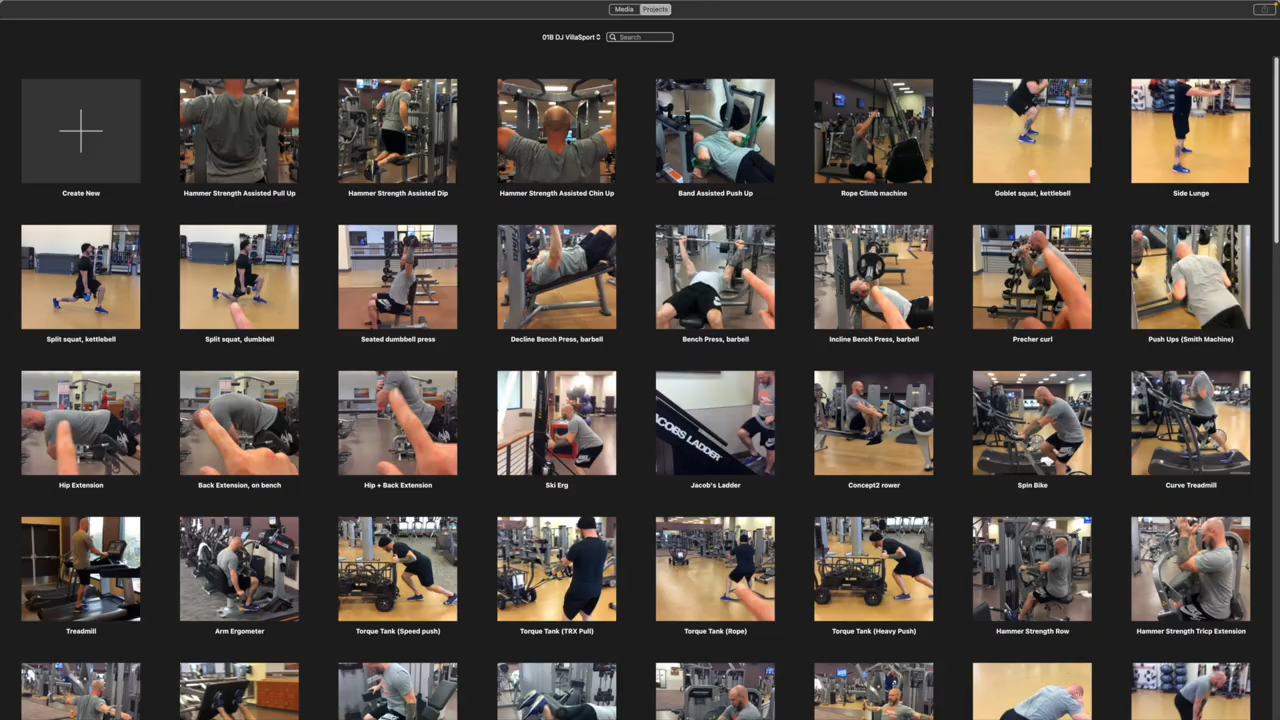 Media Projects
01B DJ VillaSport Search
Create New
Hammer Strength Assisted Pull Up
Hammer Strength Assisted Dip
Hammer Strength Assisted Chin Up
Band Assisted Push Up
Rope Climb machine
Goblet squat, kettlebell
Side Lunge
Split squat, kettlebell
Split squat, dumbbell
Seated dumbbell press
Decline Bench Press, barbell
Bench Press, barbell
Incline Bench Press, barbell
Precher curl
Push Ups (Smith Machine)
JACOBS LADDER
Hip Extension
Back Extension, on bench
Hip + Back Extension
Ski Erg
Jacob's Ladder
Concept2 rower
Spin Bike
Curve Treadmill
Treadmill
Arm Ergometer
Torque Tank (Speed push)
Torque Tank (TRX Pull)
Torque Tank (Rope)
Torque Tank (Heavy Push)
Hammer Strength Row
Hammer Strength Tricp Extension